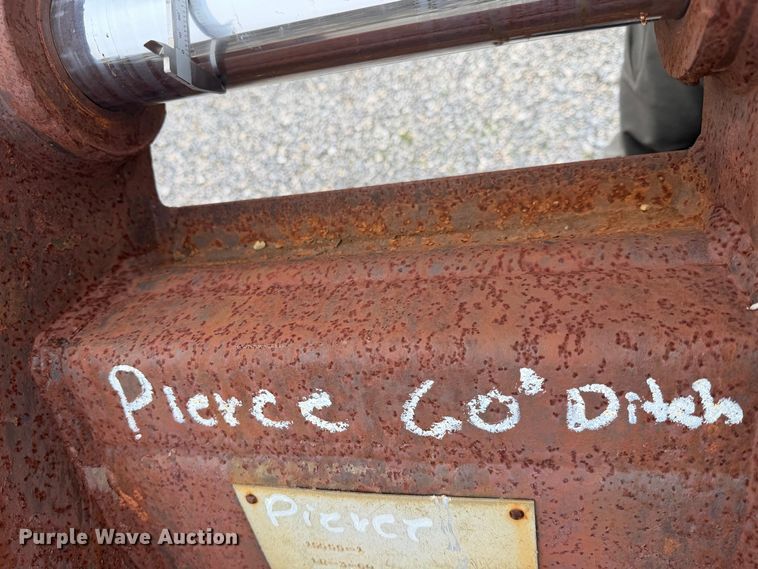 Pierce 60" Ditch
Pierce
Purple Wave Auction®